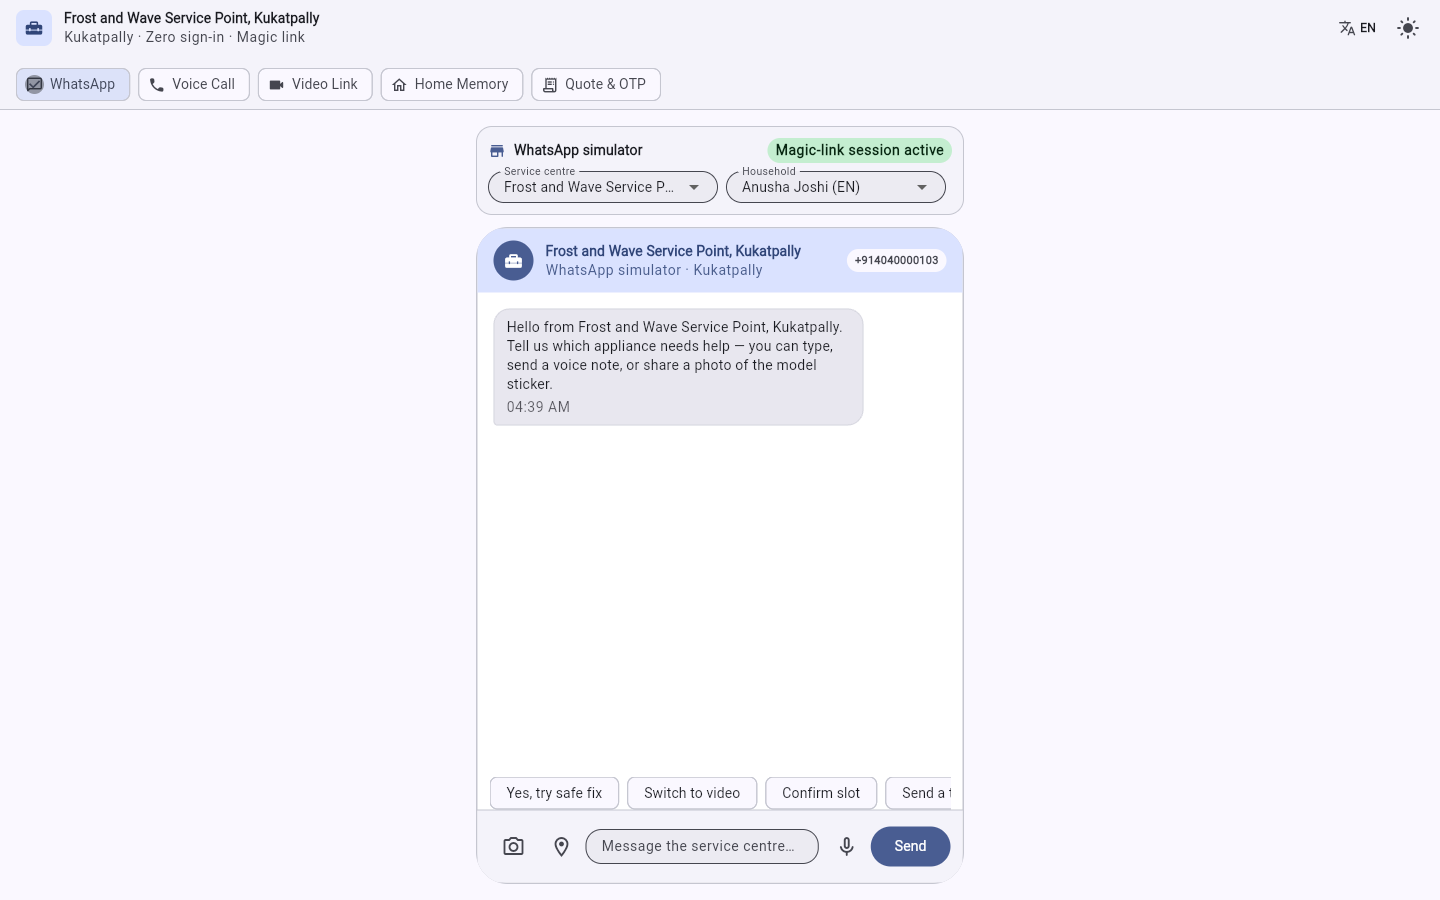 Frost and Wave Service Point, Kukatpally
Kukatpally · Zero sign-in · Magic link
EN
WhatsApp
Voice Call
Video Link
Home Memory
Quote & OTP
WhatsApp simulator
Magic-link session active
Service centre
Frost and Wave Service P...
Household
Anusha Joshi (EN)
Frost and Wave Service Point, Kukatpally
WhatsApp simulator · Kukatpally
+914040000103
Hello from Frost and Wave Service Point, Kukatpally.
Tell us which appliance needs help — you can type,
send a voice note, or share a photo of the model
sticker.
04:39 AM
Yes, try safe fix
Switch to video
Confirm slot
Send a
Message the service centre...
Send